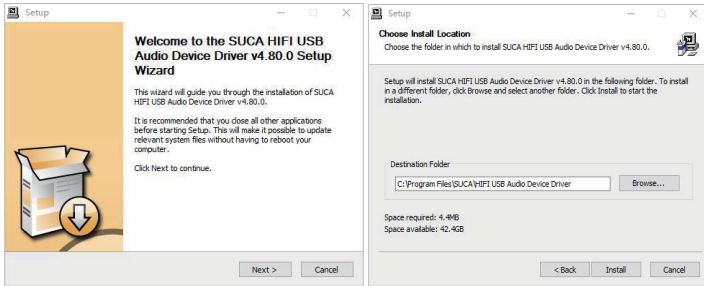 Setup
Welcome to the SUCA HIFI USB
Audio Device Driver v4.80.0 Setup
Wizard
This wizard will guide you through the installation of SUCA
HIFI USB Audio Device Driver v4.80.0.
It is recommended that you close all other applications
before starting Setup. This will make it possible to update
relevant system files without having to reboot your
computer.
Click Next to continue.
Next >
Cancel
Setup
Choose Install Location
Choose the folder in which to install SUCA HIFI USB Audio Device Driver v4.80.0.
Setup will install SUCA HIFI USB Audio Device Driver v4.80.0 in the following folder. To install
in a different folder, click Browse and select another folder. Click Install to start the
installation.
Destination Folder
C:\Program Files\SUCA\HIFI USB Audio Device Driver
Browse...
Space required: 4.4MB
Space available: 42.4GB
< Back
Install
Cancel